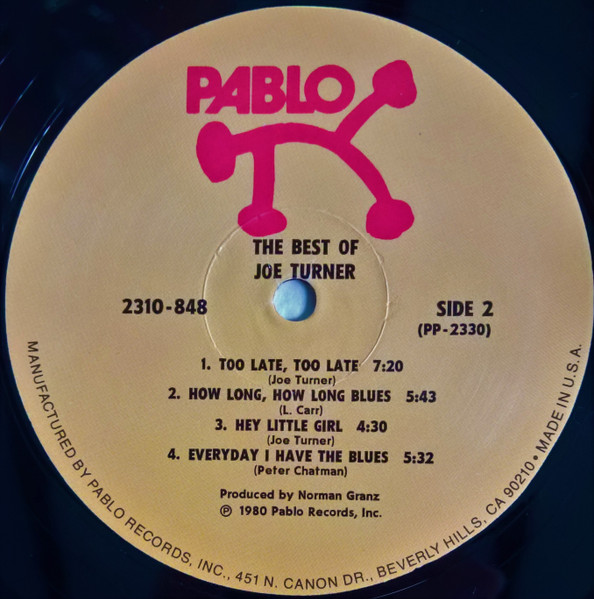 PABLO
THE BEST OF
JOE TURNER
2310-848
SIDE 2
(PP-2330)
1. TOO LATE, TOO LATE 7:20
(Joe Turner)
2. HOW LONG, HOW LONG BLUES 5:43
(L. Carr)
3. HEY LITTLE GIRL 4:30
(Joe Turner)
4. EVERYDAY I HAVE THE BLUES 5:32
(Peter Chatman)
Produced by Norman Granz
℗ 1980 Pablo Records, Inc.
MANUFACTURED BY PABLO RECORDS, INC., 451 N. CANON DR., BEVERLY HILLS, CA 90210 • MADE IN U.S.A.